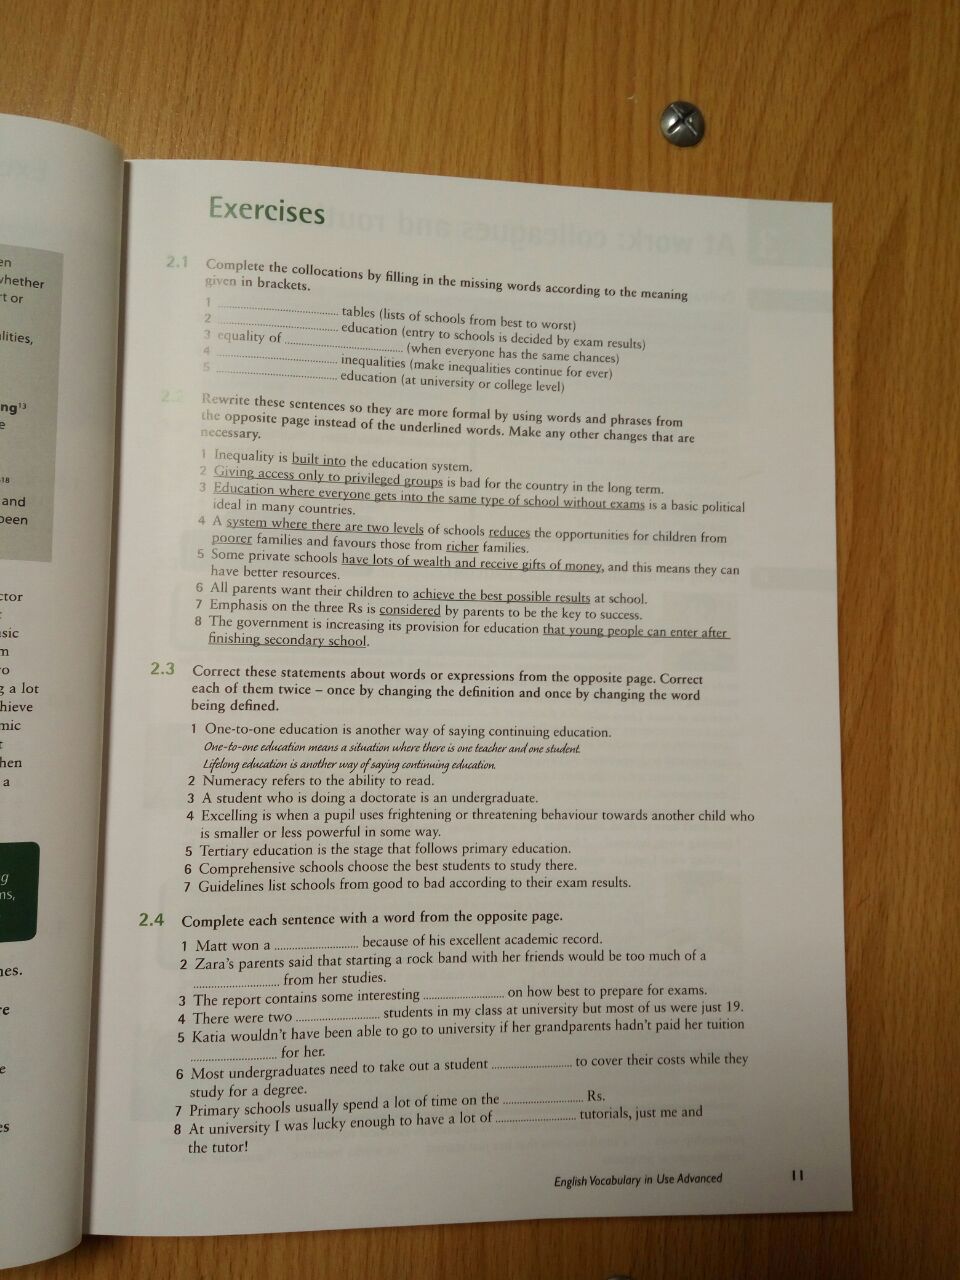 en
whether
rt or
lities,
ng13
e
18
and
been
ctor
sic
m
ro
g a lot
hieve
mic
t
hen
a
g
ns,
nes.
re
e
es
Exercises
2.1 Complete the collocations by filling in the missing words according to the meaning
given in brackets.
1 .............................. tables (lists of schools from best to worst)
2 .............................. education (entry to schools is decided by exam results)
3 equality of .............................. (when everyone has the same chances)
4 .............................. inequalities (make inequalities continue for ever)
5 .............................. education (at university or college level)
2.2 Rewrite these sentences so they are more formal by using words and phrases from
the opposite page instead of the underlined words. Make any other changes that are
necessary.
1 Inequality is built into the education system.
2 Giving access only to privileged groups is bad for the country in the long term.
3 Education where everyone gets into the same type of school without exams is a basic political
ideal in many countries.
4 A system where there are two levels of schools reduces the opportunities for children from
poorer families and favours those from richer families.
5 Some private schools have lots of wealth and receive gifts of money, and this means they can
have better resources.
6 All parents want their children to achieve the best possible results at school.
7 Emphasis on the three Rs is considered by parents to be the key to success.
8 The government is increasing its provision for education that young people can enter after
finishing secondary school.
2.3 Correct these statements about words or expressions from the opposite page. Correct
each of them twice – once by changing the definition and once by changing the word
being defined.
1 One-to-one education is another way of saying continuing education.
One-to-one education means a situation where there is one teacher and one student.
Lifelong education is another way of saying continuing education.
2 Numeracy refers to the ability to read.
3 A student who is doing a doctorate is an undergraduate.
4 Excelling is when a pupil uses frightening or threatening behaviour towards another child who
is smaller or less powerful in some way.
5 Tertiary education is the stage that follows primary education.
6 Comprehensive schools choose the best students to study there.
7 Guidelines list schools from good to bad according to their exam results.
2.4 Complete each sentence with a word from the opposite page.
1 Matt won a .......................... because of his excellent academic record.
2 Zara's parents said that starting a rock band with her friends would be too much of a
.......................... from her studies.
3 The report contains some interesting .......................... on how best to prepare for exams.
4 There were two .......................... students in my class at university but most of us were just 19.
5 Katia wouldn't have been able to go to university if her grandparents hadn't paid her tuition
.......................... for her.
6 Most undergraduates need to take out a student .......................... to cover their costs while they
study for a degree.
7 Primary schools usually spend a lot of time on the .......................... Rs.
8 At university I was lucky enough to have a lot of .......................... tutorials, just me and
the tutor!
English Vocabulary in Use Advanced 11